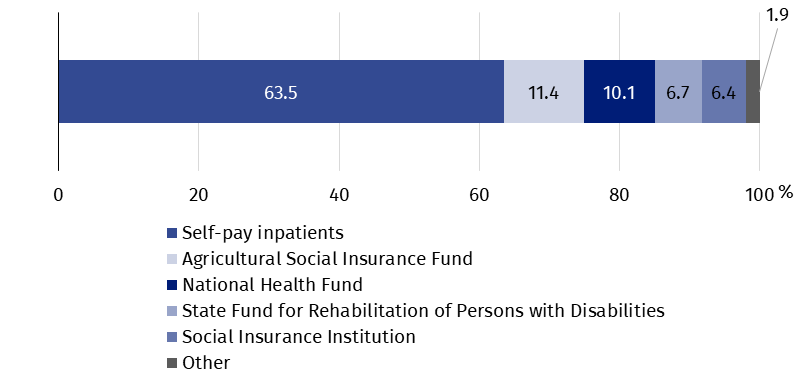 1.9
63.5 11.4 10.1 6.7 6.4
0 20 40 60 80 100 %
Self-pay inpatients
Agricultural Social Insurance Fund
National Health Fund
State Fund for Rehabilitation of Persons with Disabilities
Social Insurance Institution
Other